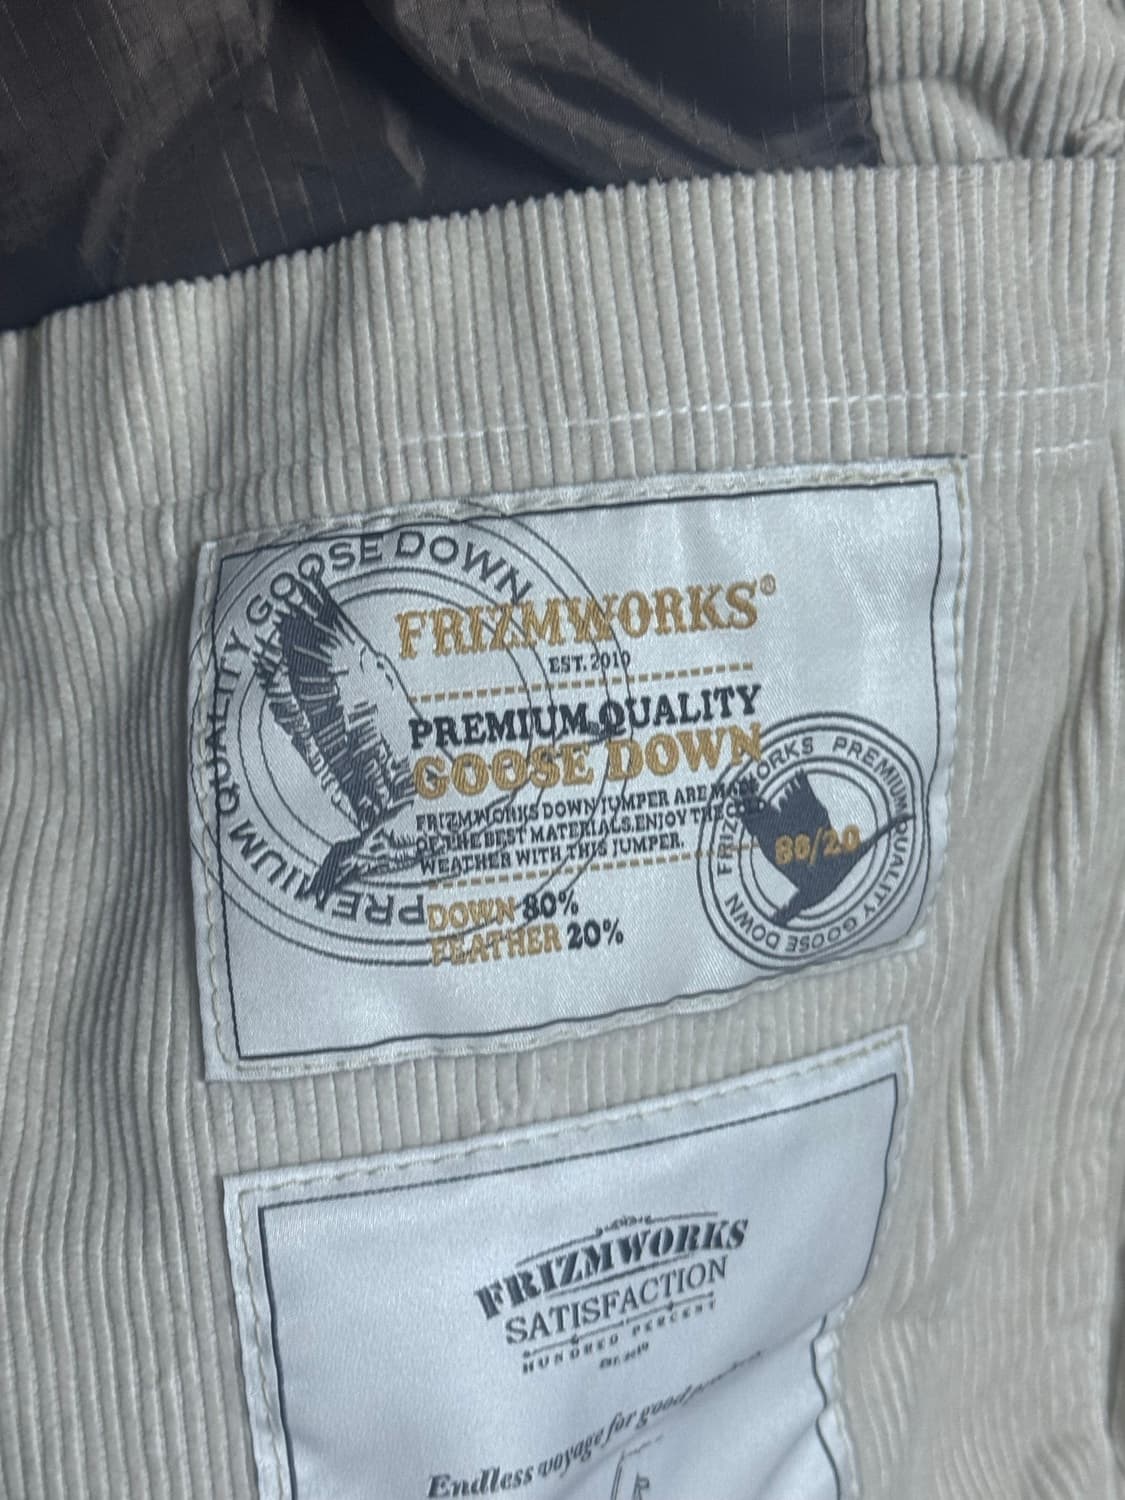 PREMIUM QUALITY GOOSE DOWN
FRIZMWORKS®
EST. 2010
PREMIUM QUALITY
GOOSE DOWN
FRIZMWORKS DOWN JUMPER ARE MADE
OF THE BEST MATERIALS. ENJOY THE COLD
WEATHER WITH THIS JUMPER.
DOWN 80%
FEATHER 20%
FRIZMWORKS PREMIUM QUALITY GOOSE DOWN
80/20
FRIZMWORKS
SATISFACTION
HUNDRED PERCENT
EST. 2010
Endless voyage for good